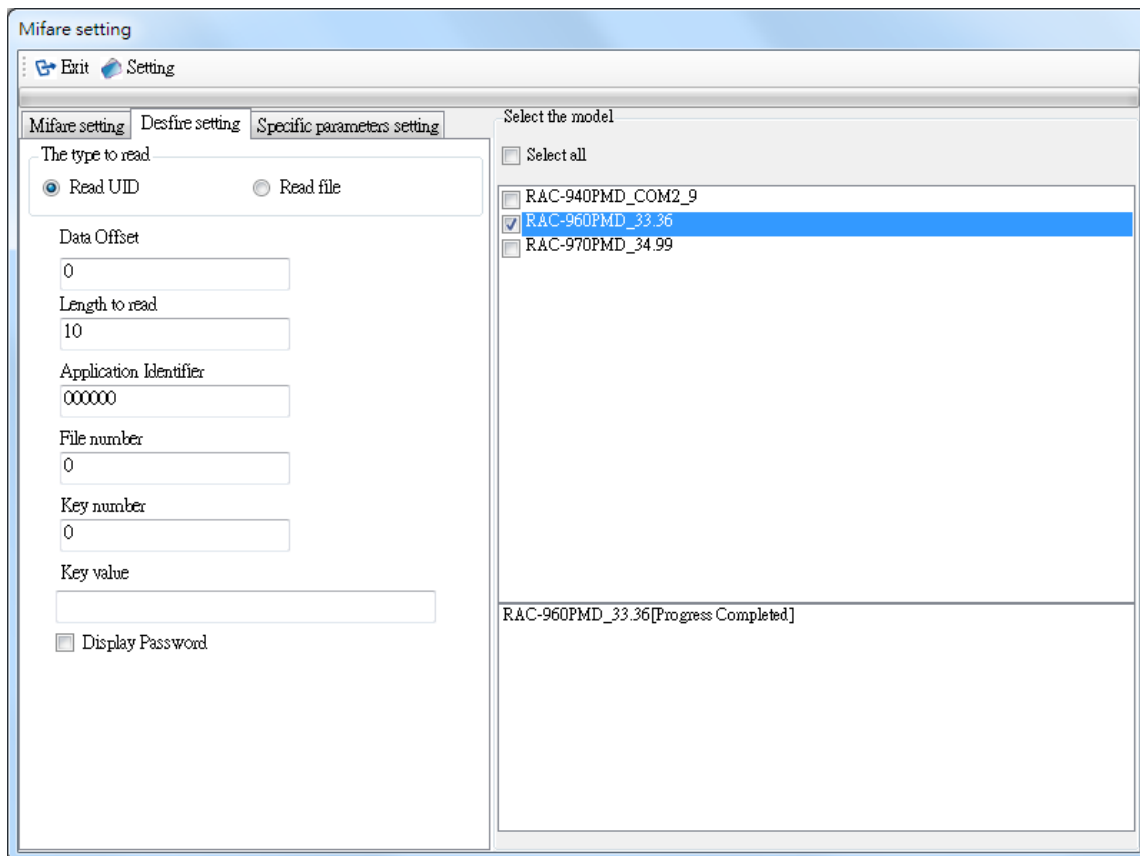 Mifare setting
Exit Setting
Mifare setting Desfire setting Specific parameters setting
The type to read
Read UID Read file
Data Offset
0
Length to read
10
Application Identifier
000000
File number
0
Key number
0
Key value
Display Password
Select the model
Select all
RAC-940PMD_COM2_9
RAC-960PMD_33.36
RAC-970PMD_34.99
RAC-960PMD_33.36[Progress Completed]